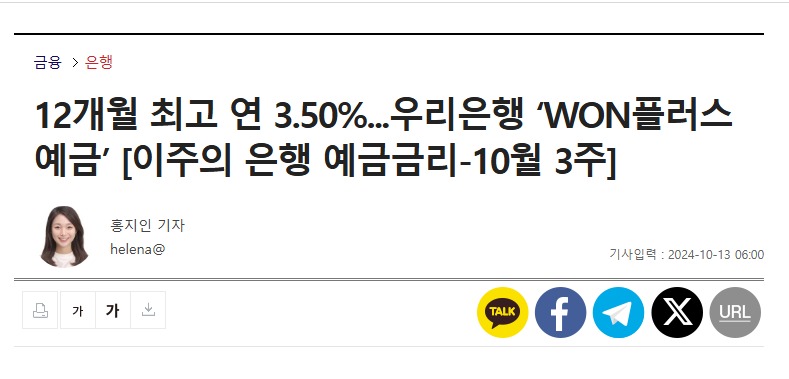 금융 > 은행
12개월 최고 연 3.50%...우리은행 ‘WON플러스
예금’ [이주의 은행 예금금리-10월 3주]
홍지인 기자
helena@
기사입력 : 2024-10-13 06:00
가 가
TALK
f
X
URL